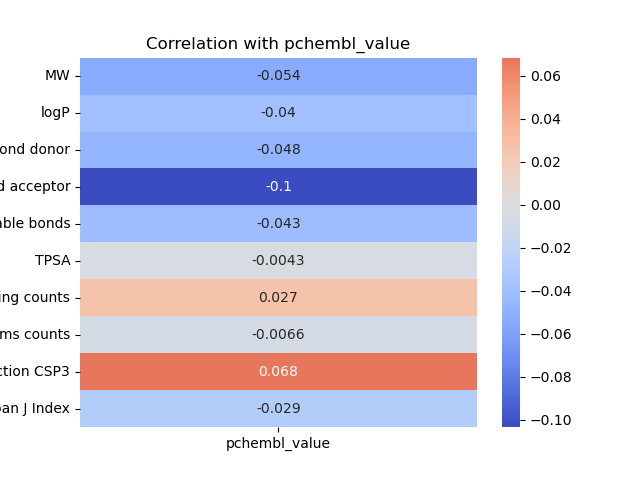 Correlation with pchembl_value
MW -0.054
logP -0.04
ond donor -0.048
d acceptor -0.1
able bonds -0.043
TPSA -0.0043
ing counts 0.027
ms counts -0.0066
ction CSP3 0.068
an J Index -0.029
pchembl_value
0.06
0.04
0.02
0.00
−0.02
−0.04
−0.06
−0.08
−0.10